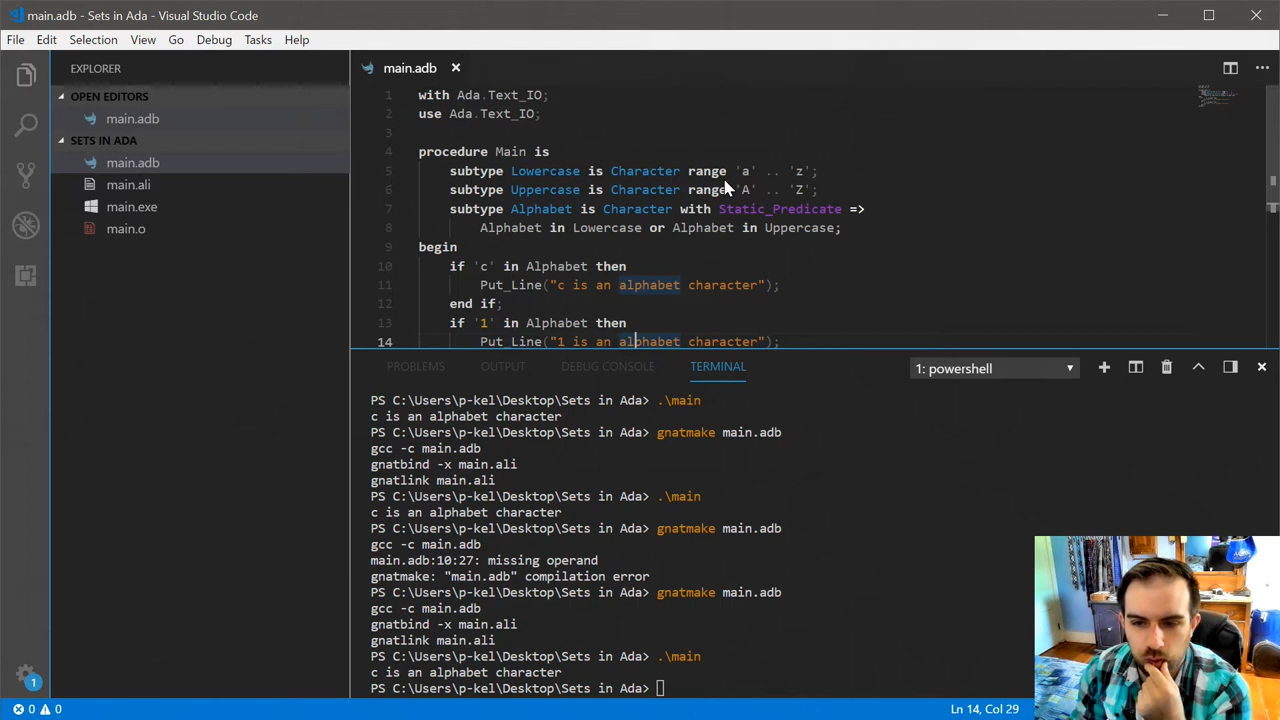 main.adb - Sets in Ada - Visual Studio Code
File Edit Selection View Go Debug Tasks Help
EXPLORER
OPEN EDITORS
main.adb
SETS IN ADA
main.adb
main.ali
main.exe
main.o
1
main.adb
1 with Ada.Text_IO;
2 use Ada.Text_IO;
3
4 procedure Main is
5 subtype Lowercase is Character range 'a' .. 'z';
6 subtype Uppercase is Character range 'A' .. 'Z';
7 subtype Alphabet is Character with Static_Predicate =>
8 Alphabet in Lowercase or Alphabet in Uppercase;
9 begin
10 if 'c' in Alphabet then
11 Put_Line("c is an alphabet character");
12 end if;
13 if '1' in Alphabet then
14 Put_Line("1 is an alphabet character");
PROBLEMS OUTPUT DEBUG CONSOLE TERMINAL 1: powershell
PS C:\Users\p-kel\Desktop\Sets in Ada> .\main
c is an alphabet character
PS C:\Users\p-kel\Desktop\Sets in Ada> gnatmake main.adb
gcc -c main.adb
gnatbind -x main.ali
gnatlink main.ali
PS C:\Users\p-kel\Desktop\Sets in Ada> .\main
c is an alphabet character
PS C:\Users\p-kel\Desktop\Sets in Ada> gnatmake main.adb
gcc -c main.adb
main.adb:10:27: missing operand
gnatmake: "main.adb" compilation error
PS C:\Users\p-kel\Desktop\Sets in Ada> gnatmake main.adb
gcc -c main.adb
gnatbind -x main.ali
gnatlink main.ali
PS C:\Users\p-kel\Desktop\Sets in Ada> .\main
c is an alphabet character
PS C:\Users\p-kel\Desktop\Sets in Ada>
0 0
Ln 14, Col 29